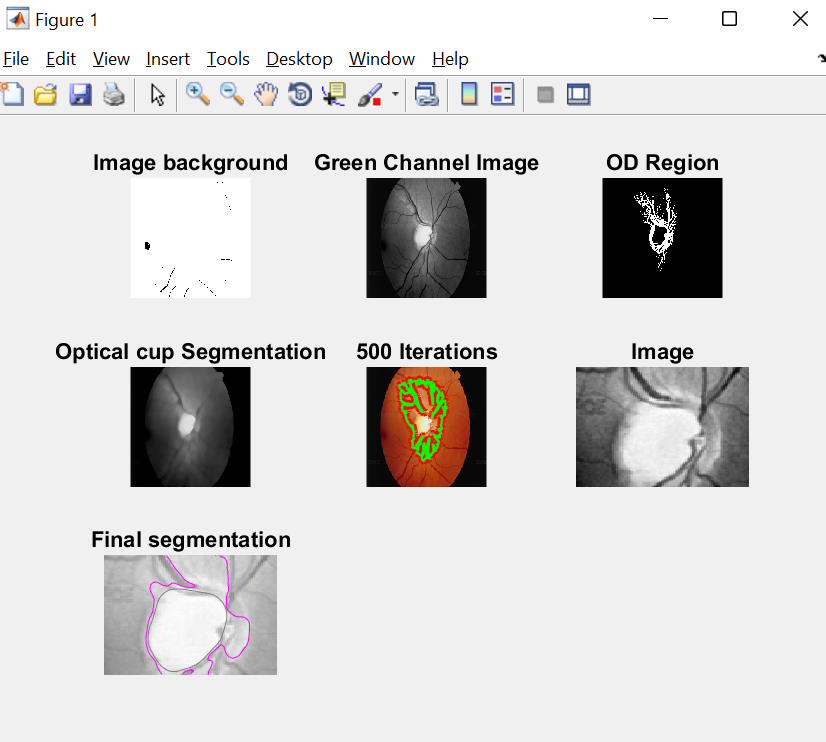 Figure 1
File Edit View Insert Tools Desktop Window Help
Image background
Green Channel Image
OD Region
Optical cup Segmentation
500 Iterations
Image
Final segmentation